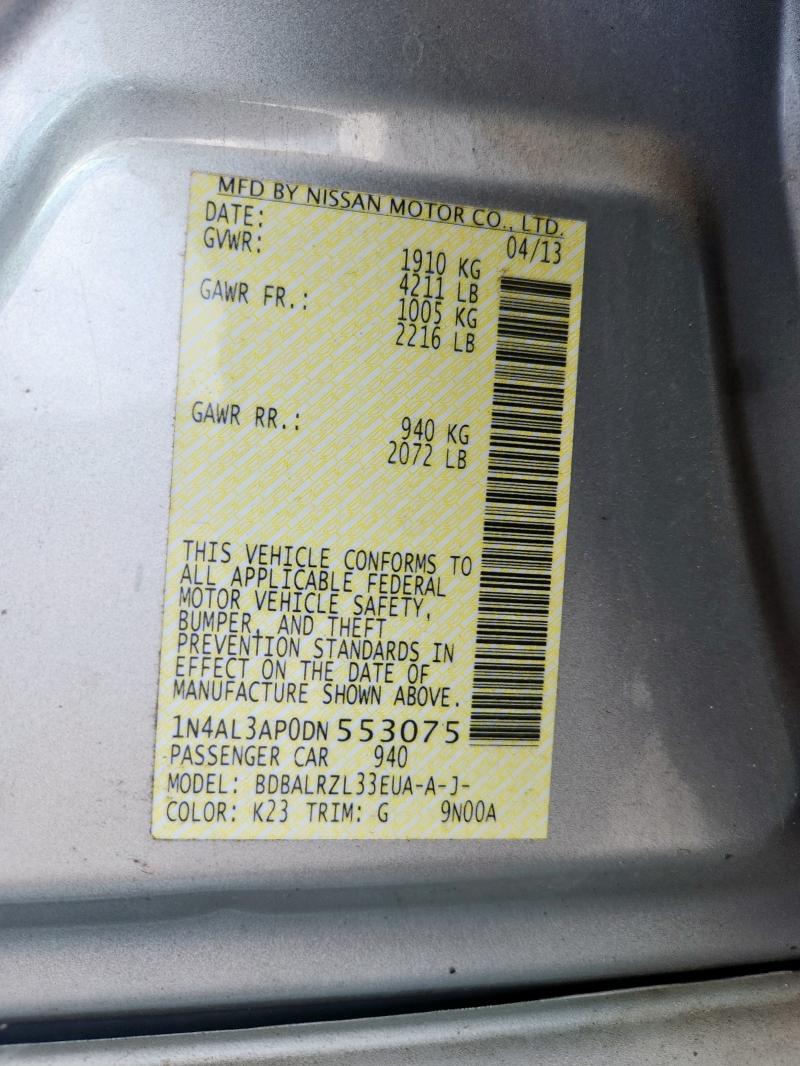 MFD BY NISSAN MOTOR CO., LTD.
DATE: 04/13
GVWR: 1910 KG
4211 LB
GAWR FR.: 1005 KG
2216 LB
GAWR RR.: 940 KG
2072 LB
THIS VEHICLE CONFORMS TO
ALL APPLICABLE FEDERAL
MOTOR VEHICLE SAFETY,
BUMPER, AND THEFT
PREVENTION STANDARDS IN
EFFECT ON THE DATE OF
MANUFACTURE SHOWN ABOVE.
1N4AL3AP0DN553075
PASSENGER CAR 940
MODEL: BDBALRZL33EUA-A-J-
COLOR: K23 TRIM: G 9N00A